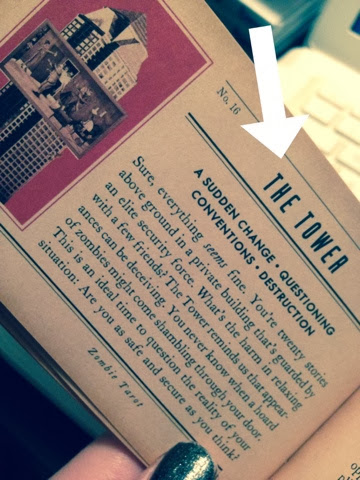 No. 16
THE TOWER
A SUDDEN CHANGE • QUESTIONING
CONVENTIONS • DESTRUCTION
Sure, everything seems fine. You're twenty stories
above ground in a private building that's guarded by
an elite security force. What's the harm in relaxing
with a few friends? The Tower reminds us that appear-
ances can be deceiving. You never know when a hoard
of zombies might come shambling through your door.
This is an ideal time to question the reality of your
situation: Are you as safe and secure as you think?
Zombie Tarot